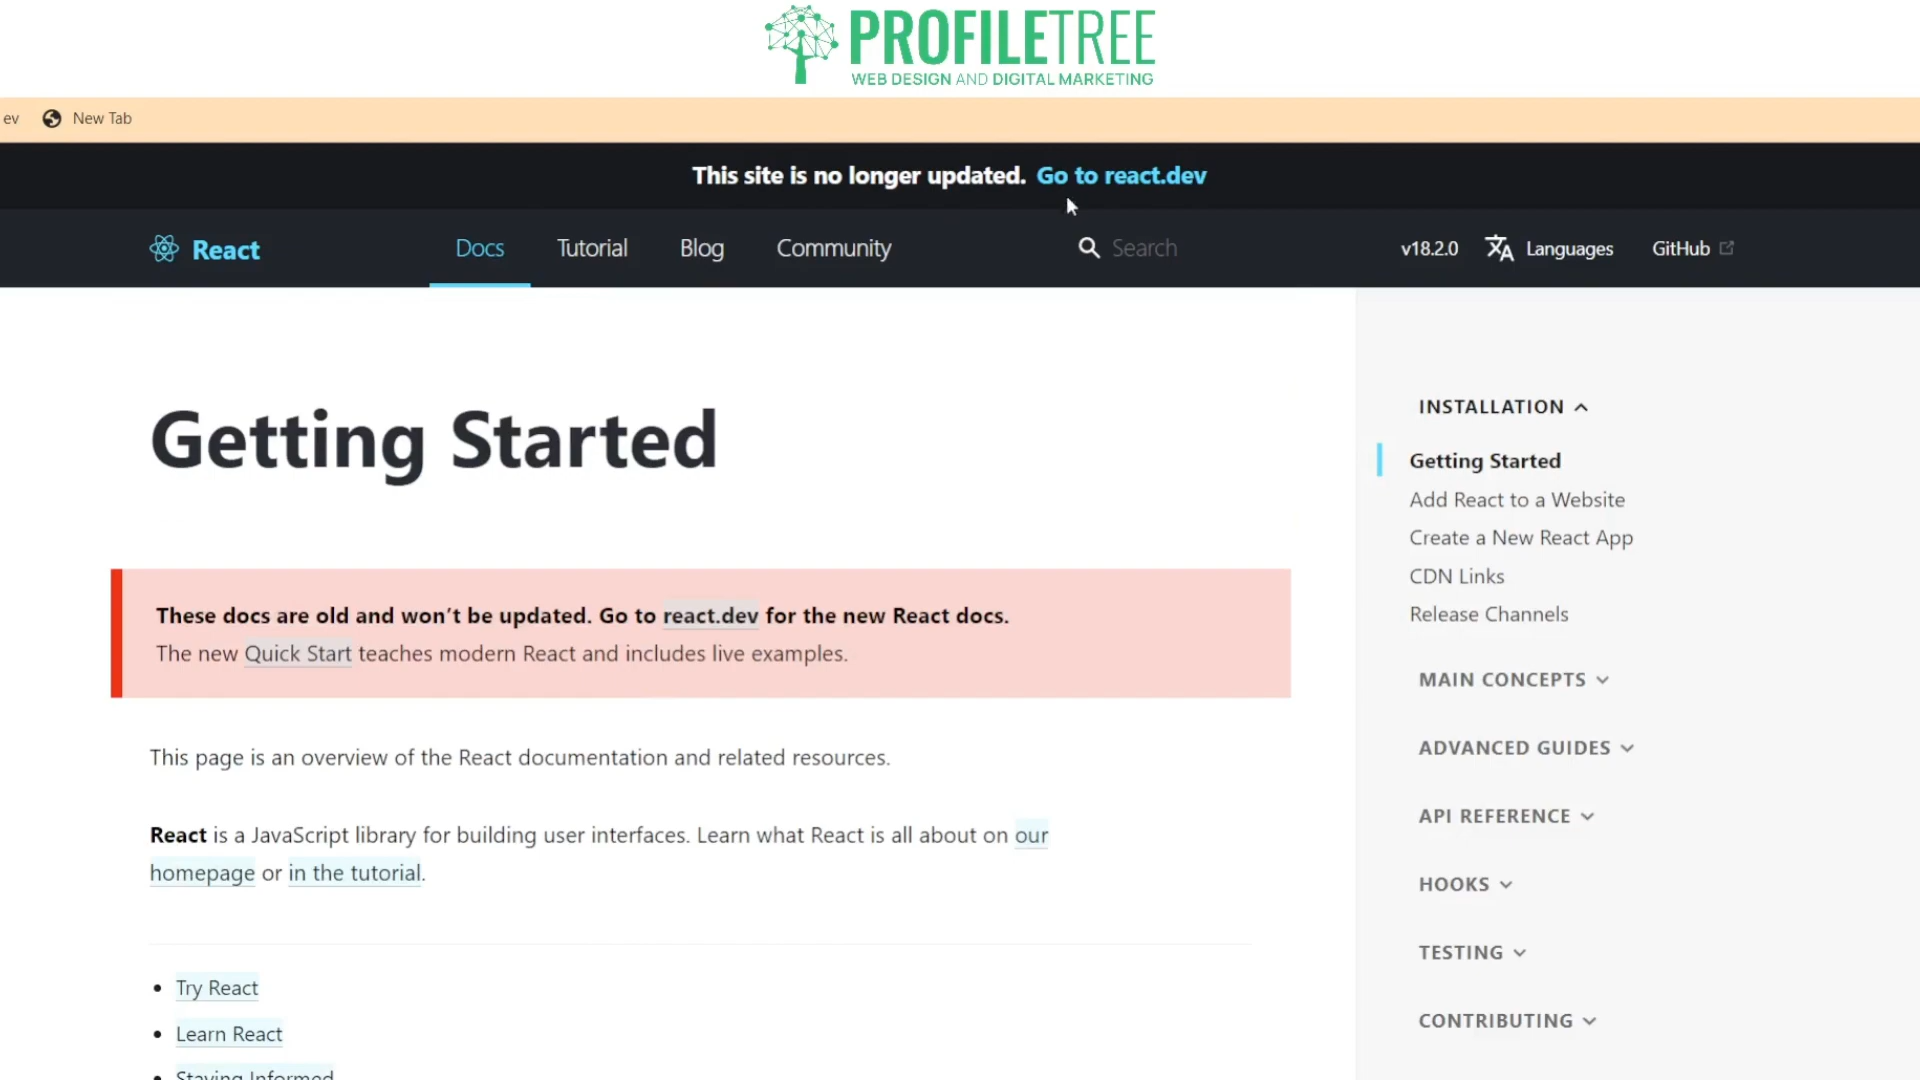 PROFILETREE
WEB DESIGN AND DIGITAL MARKETING
ev New Tab
This site is no longer updated. Go to react.dev
React Docs Tutorial Blog Community Search v18.2.0 Languages GitHub
Getting Started
These docs are old and won’t be updated. Go to react.dev for the new React docs.
The new Quick Start teaches modern React and includes live examples.
This page is an overview of the React documentation and related resources.
React is a JavaScript library for building user interfaces. Learn what React is all about on our
homepage or in the tutorial.
Try React
Learn React
Staying Informed
INSTALLATION
Getting Started
Add React to a Website
Create a New React App
CDN Links
Release Channels
MAIN CONCEPTS
ADVANCED GUIDES
API REFERENCE
HOOKS
TESTING
CONTRIBUTING